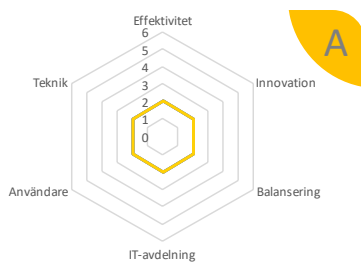 Effektivitet
A
6
5
4
3
2
1
0
Teknik
Innovation
Användare
Balansering
IT-avdelning